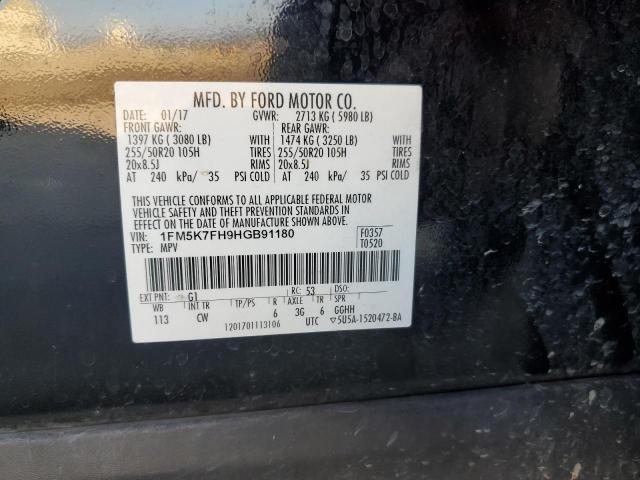 MFD. BY FORD MOTOR CO.
DATE: 01/17 GVWR: 2713 KG ( 5980 LB)
FRONT GAWR: REAR GAWR:
1397 KG ( 3080 LB) WITH 1474 KG ( 3250 LB) WITH
255/50R20 105H TIRES 255/50R20 105H TIRES
20x8.5J RIMS 20x8.5J RIMS
AT 240 kPa/ 35 PSI COLD AT 240 kPa/ 35 PSI COLD
THIS VEHICLE CONFORMS TO ALL APPLICABLE FEDERAL MOTOR
VEHICLE SAFETY AND THEFT PREVENTION STANDARDS IN
EFFECT ON THE DATE OF MANUFACTURE SHOWN ABOVE.
VIN: 1FM5K7FH9HGB91180 F0357
TYPE: MPV T0520
EXT PNT: G1 RC: 53 DSO:
WB INT TR TP/PS R AXLE TR SPR
113 CW 6 3G 6 GGHH
1201701113106 UTC ▽5U5A-1520472-BA